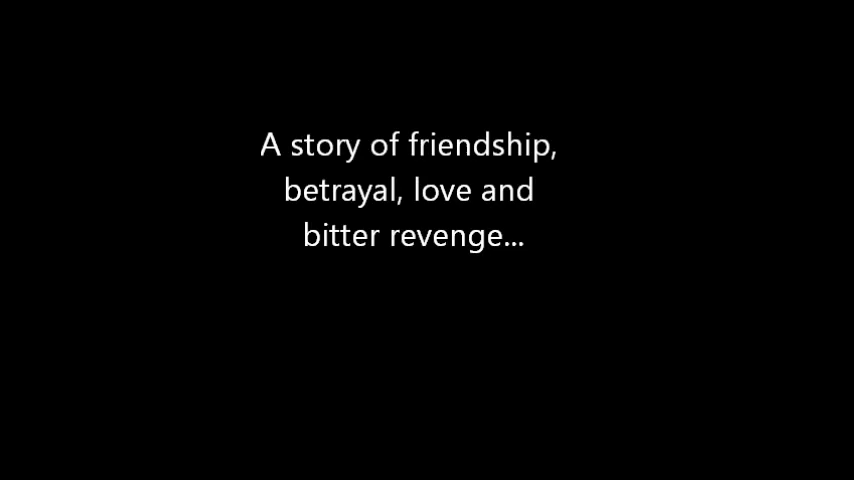 A story of friendship,
betrayal, love and
bitter revenge...